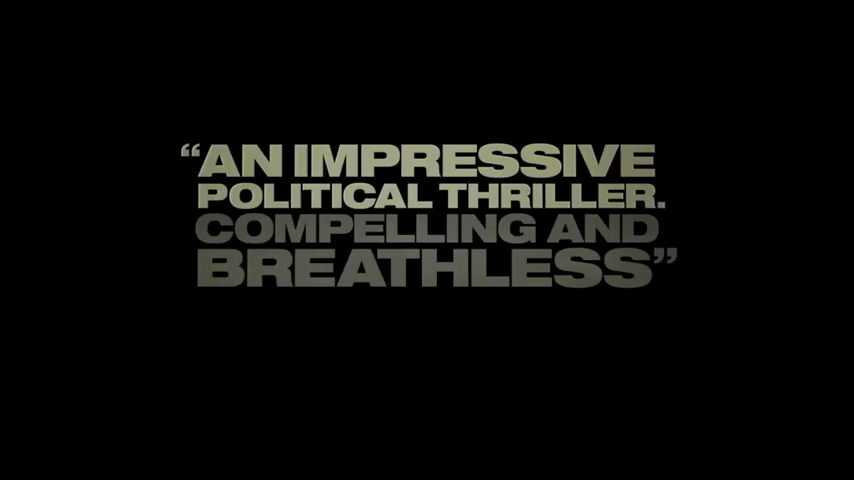 “AN IMPRESSIVE
POLITICAL THRILLER.
COMPELLING AND
BREATHLESS”